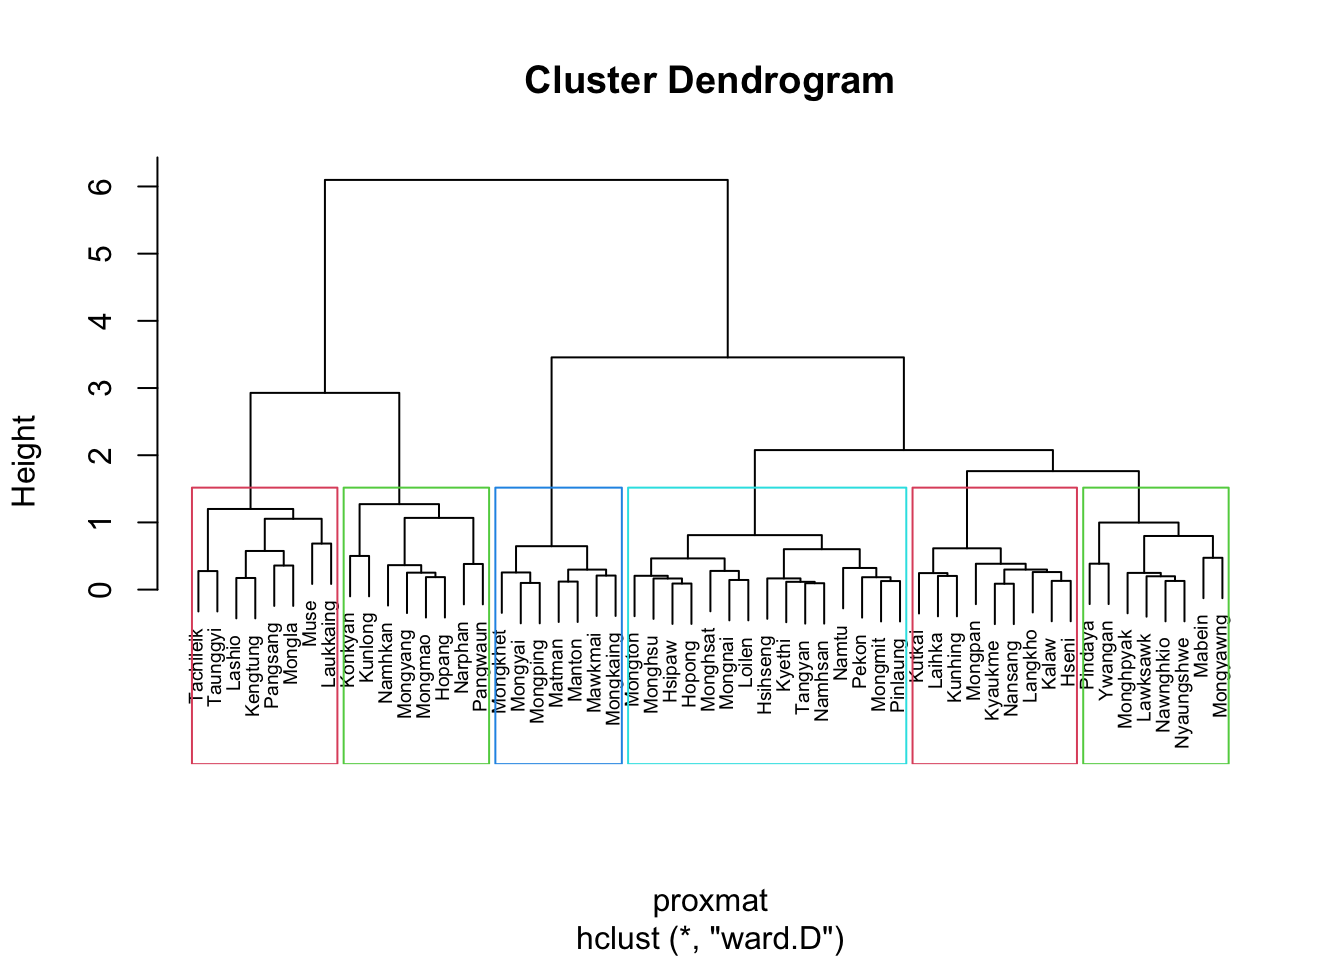 Cluster Dendrogram
Height
0
1
2
3
4
5
6
Tachileik
Taunggyi
Lashio
Kengtung
Pangsang
Mongla
Muse
Laukkaing
Konkyan
Kunlong
Namhkan
Mongyang
Mongmao
Hopang
Narphan
Pangwaun
Mongkhet
Mongyai
Mongping
Matman
Manton
Mawkmai
Mongkaing
Mongton
Monghsu
Hsipaw
Hopong
Monghsat
Mongnai
Loilen
Hsihseng
Kyethi
Tangyan
Namhsan
Namtu
Pekon
Mongmit
Pinlaung
Kutkai
Laihka
Kunhing
Mongpan
Kyaukme
Nansang
Langkho
Kalaw
Hseni
Pindaya
Ywangan
Monghpyak
Lawksawk
Nawnghkio
Nyaungshwe
Mabein
Mongyawng
proxmat
hclust (*, "ward.D")